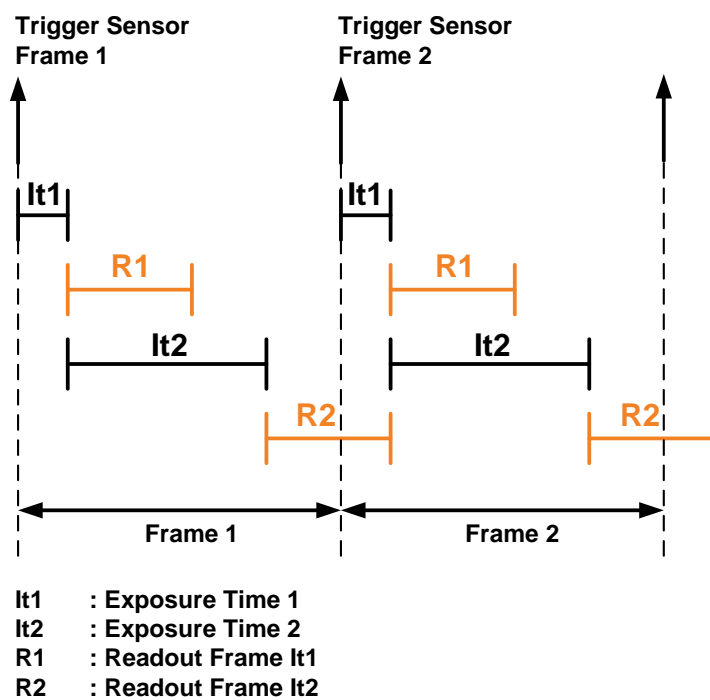 Trigger Sensor
Frame 1
Trigger Sensor
Frame 2
It1
It1
R1
R1
It2
It2
R2
R2
Frame 1
Frame 2
It1 : Exposure Time 1
It2 : Exposure Time 2
R1 : Readout Frame It1
R2 : Readout Frame It2